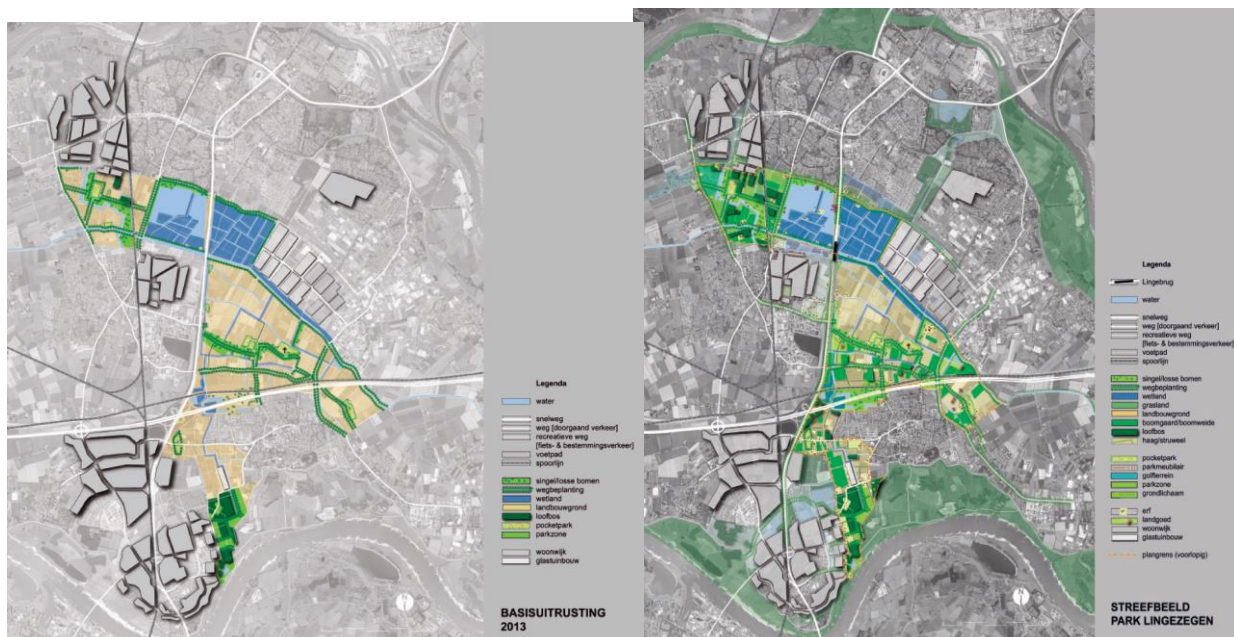 Legenda
water
snelweg
weg [doorgaand verkeer]
recreatieve weg
[fiets- & bestemmingsverkeer]
voetpad
spoorlijn
singel/losse bomen
wegbeplanting
wetland
landbouwgrond
loofbos
pocketpark
parkzone
woonwijk
glastuinbouw
BASISUITRUSTING
2013
Legenda
Lingebrug
water
snelweg
weg [doorgaand verkeer]
recreatieve weg
[fiets- & bestemmingsverkeer]
voetpad
spoorlijn
singel/losse bomen
wegbeplanting
wetland
grasland
landbouwgrond
boomgaard/boomweide
loofbos
haag/struweel
pocketpark
parkmeubilair
golfterrein
parkzone
grondlichaam
erf
landgoed
woonwijk
glastuinbouw
plangrens (voorlopig)
STREEFBEELD
PARK LINGEZEGEN